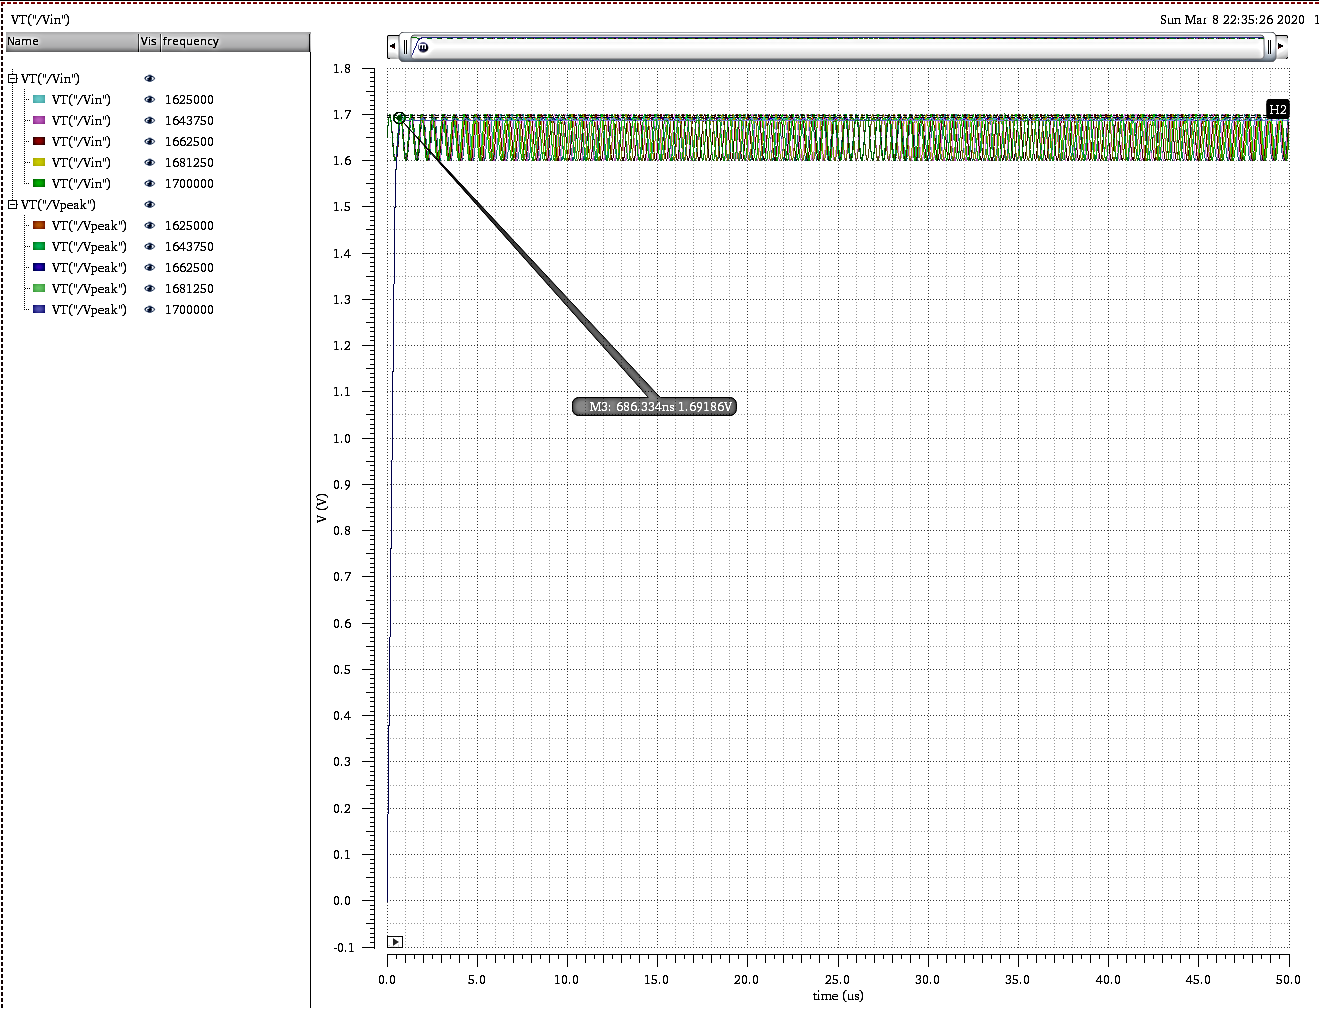 VT("/Vin")
Sun Mar 8 22:35:26 2020 1
Name Vis frequency
VT("/Vin")
VT("/Vin") 1625000
VT("/Vin") 1643750
VT("/Vin") 1662500
VT("/Vin") 1681250
VT("/Vin") 1700000
VT("/Vpeak")
VT("/Vpeak") 1625000
VT("/Vpeak") 1643750
VT("/Vpeak") 1662500
VT("/Vpeak") 1681250
VT("/Vpeak") 1700000
m
H2
M3: 686.334ns 1.69186V
V (V)
1.8
1.7
1.6
1.5
1.4
1.3
1.2
1.1
1.0
0.9
0.8
0.7
0.6
0.5
0.4
0.3
0.2
0.1
0.0
-0.1
0.0 5.0 10.0 15.0 20.0 25.0 30.0 35.0 40.0 45.0 50.0
time (us)